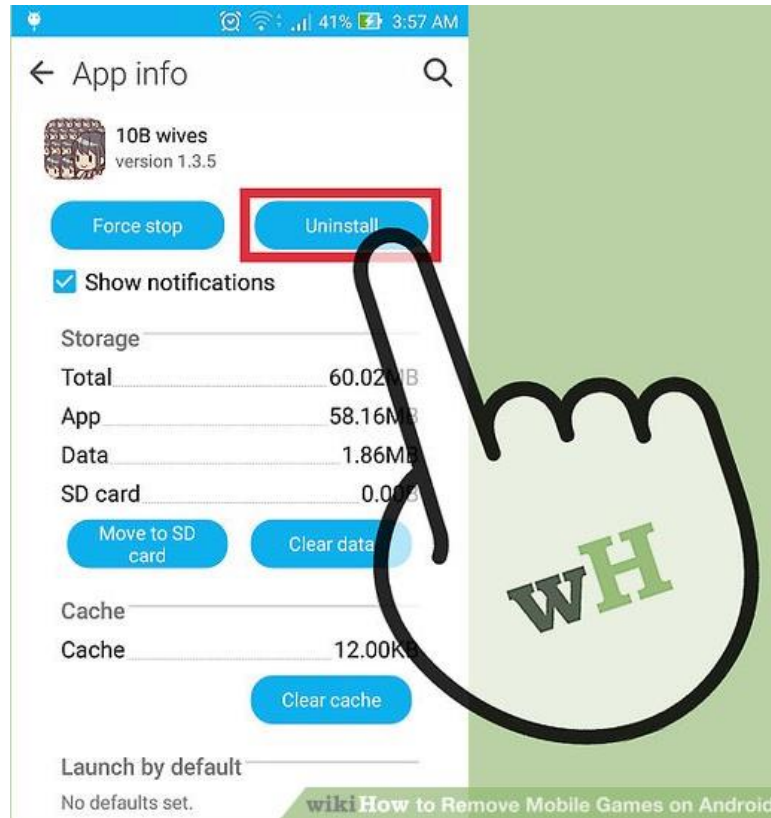 41% 3:57 AM
App info
10B wives
version 1.3.5
Force stop Uninstall
Show notifications
Storage
Total 60.02MB
App 58.16MB
Data 1.86MB
SD card 0.00B
Move to SD
card
Clear data
Cache
Cache 12.00KB
Clear cache
wH
Launch by default
No defaults set.
wikiHow to Remove Mobile Games on Android